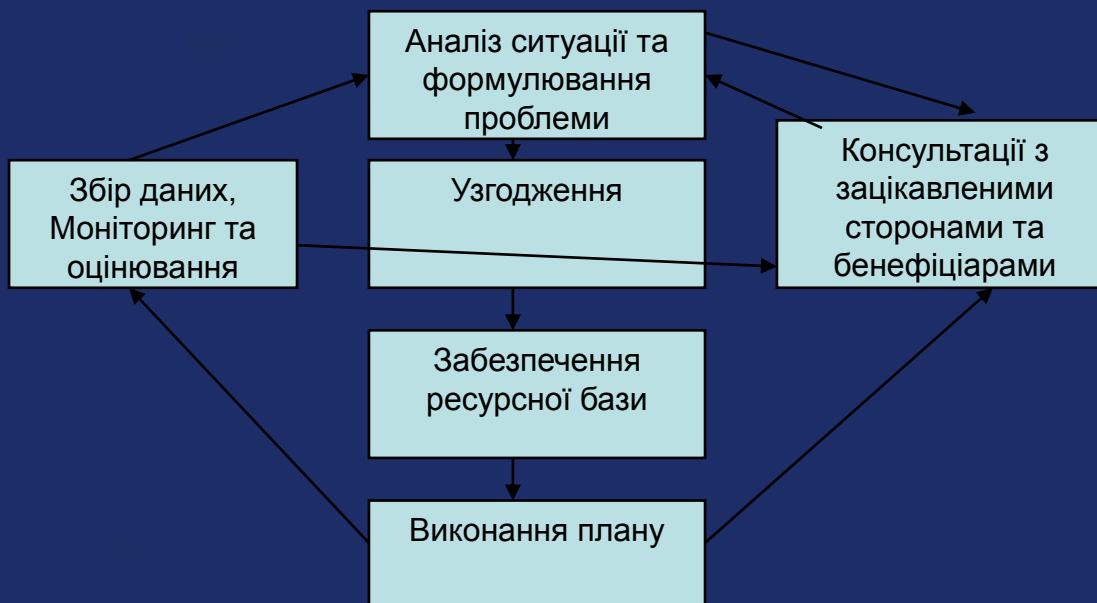 Аналіз ситуації та
формулювання
проблеми
Збір даних,
Моніторинг та
оцінювання
Узгодження
Консультації з
зацікавленими
сторонами та
бенефіціарами
Забезпечення
ресурсної бази
Виконання плану